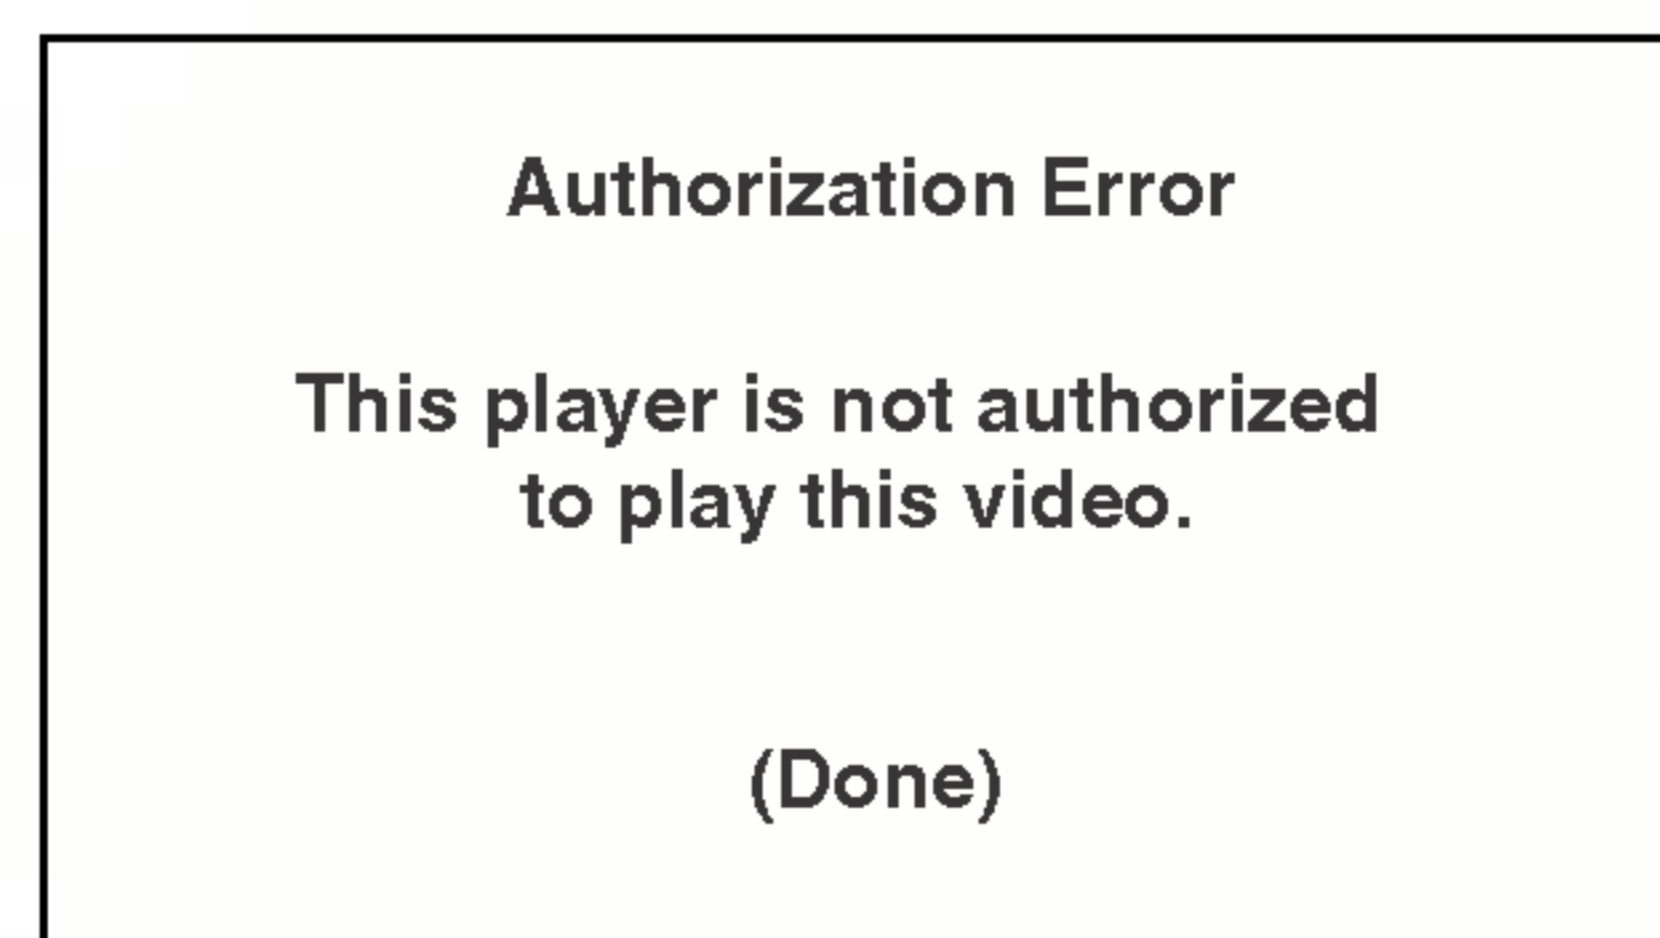 Authorization Error
This player is not authorized
to play this video.
(Done)